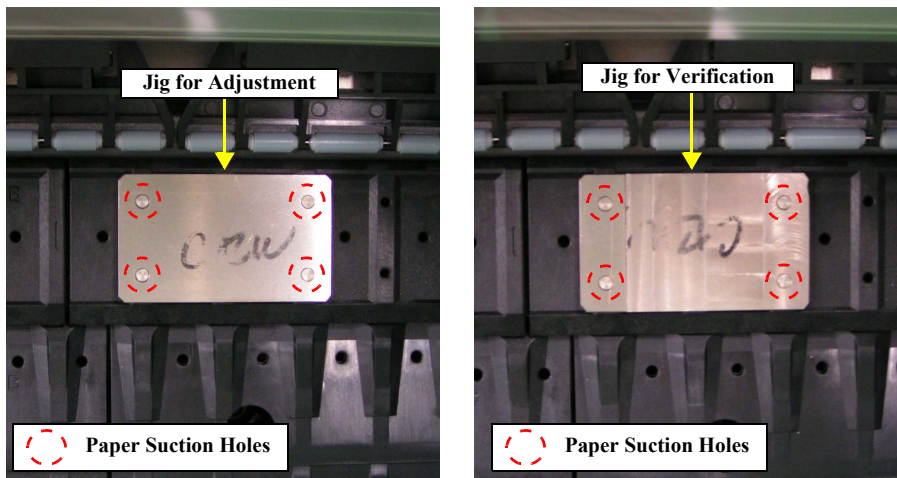 Jig for Adjustment
Paper Suction Holes
Jig for Verification
Paper Suction Holes